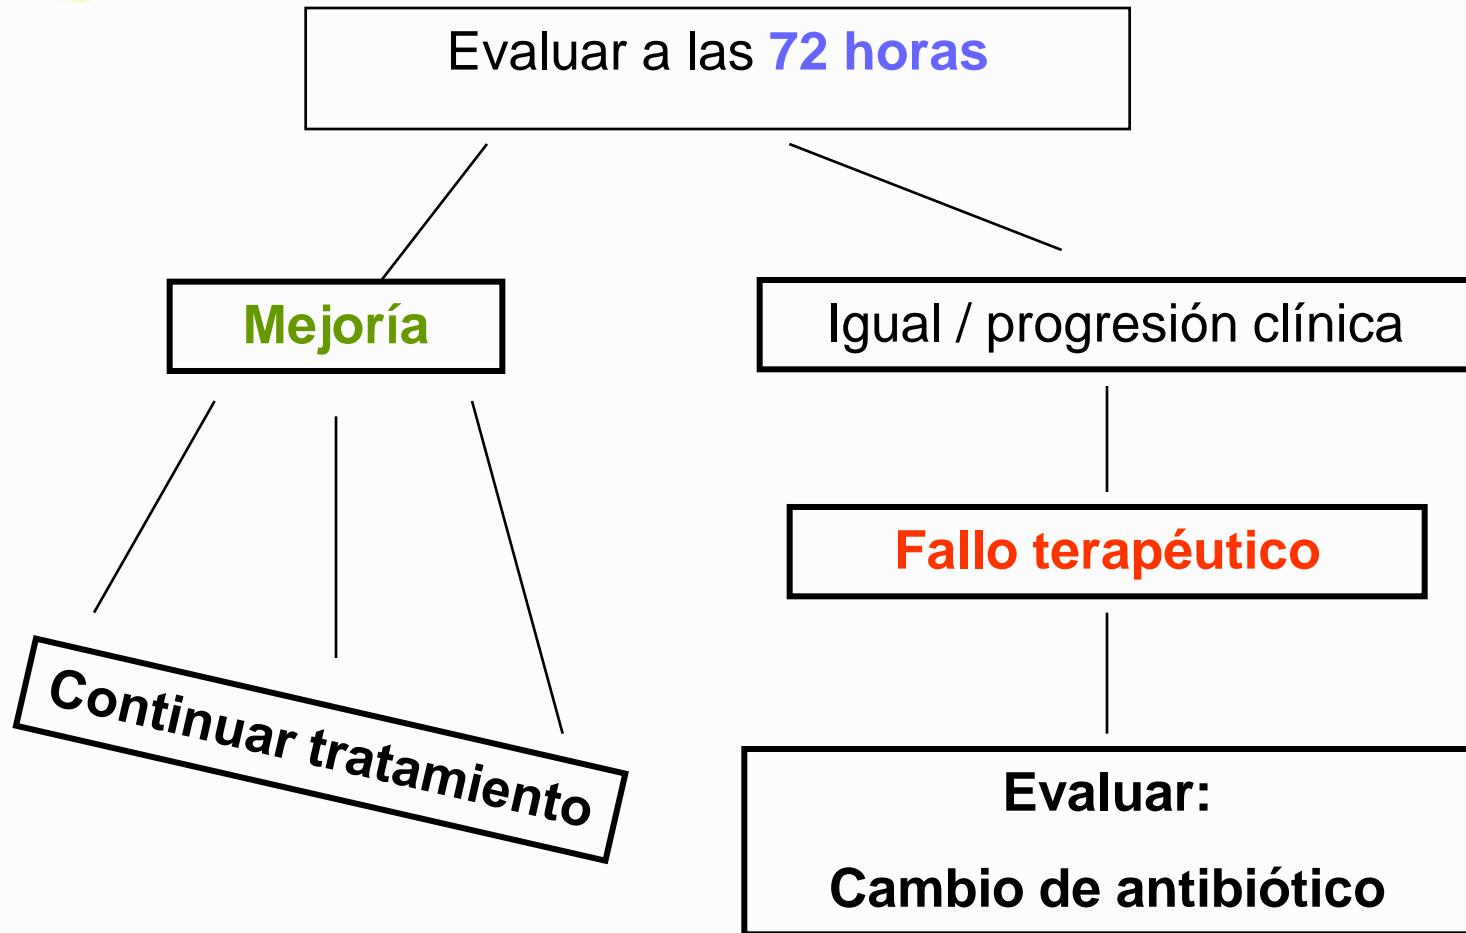 Evaluar a las 72 horas
Mejoría
Igual / progresión clínica
Fallo terapéutico
Continuar tratamiento
Evaluar:
Cambio de antibiótico